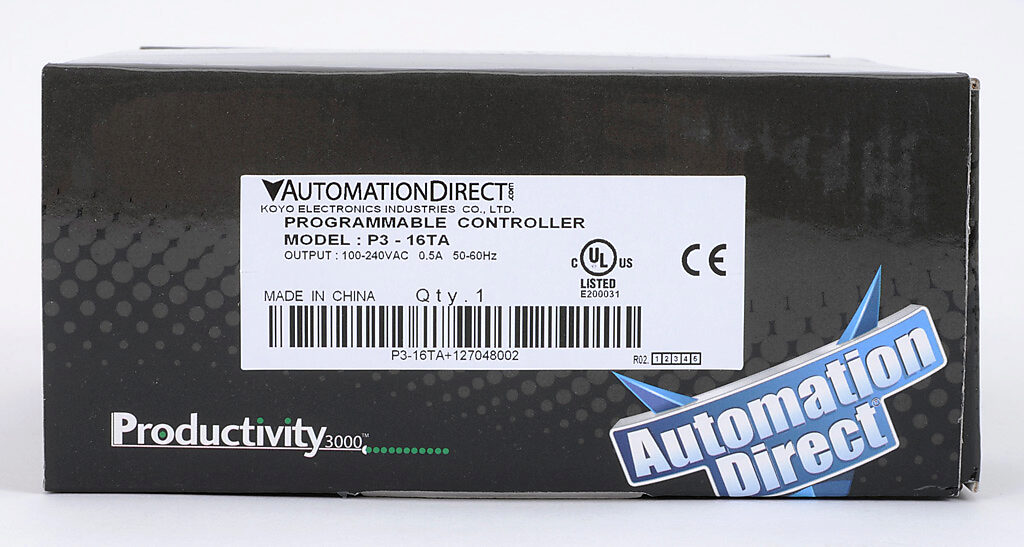 AUTOMATIONDIRECT.com
KOYO ELECTRONICS INDUSTRIES CO., LTD.
PROGRAMMABLE CONTROLLER
MODEL : P3 - 16TA
OUTPUT : 100-240VAC 0.5A 50-60Hz
C UL US
LISTED
E200031
CE
MADE IN CHINA Qty.1
P3-16TA+127048002
R02. 1 2 3 4 5
Productivity3000™
Automation
Direct®